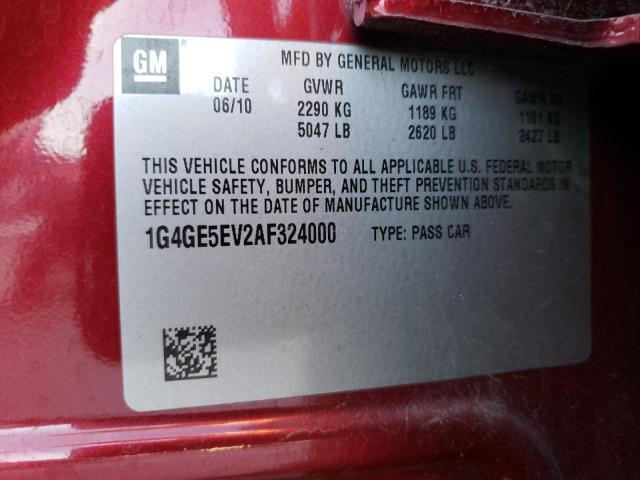 GM
MFD BY GENERAL MOTORS LLC
DATE GVWR GAWR FRT GAWR RR
06/10 2290 KG 1189 KG 1101 KG
5047 LB 2620 LB 2427 LB
THIS VEHICLE CONFORMS TO ALL APPLICABLE U.S. FEDERAL MOTOR
VEHICLE SAFETY, BUMPER, AND THEFT PREVENTION STANDARDS IN
EFFECT ON THE DATE OF MANUFACTURE SHOWN ABOVE.
1G4GE5EV2AF324000 TYPE: PASS CAR